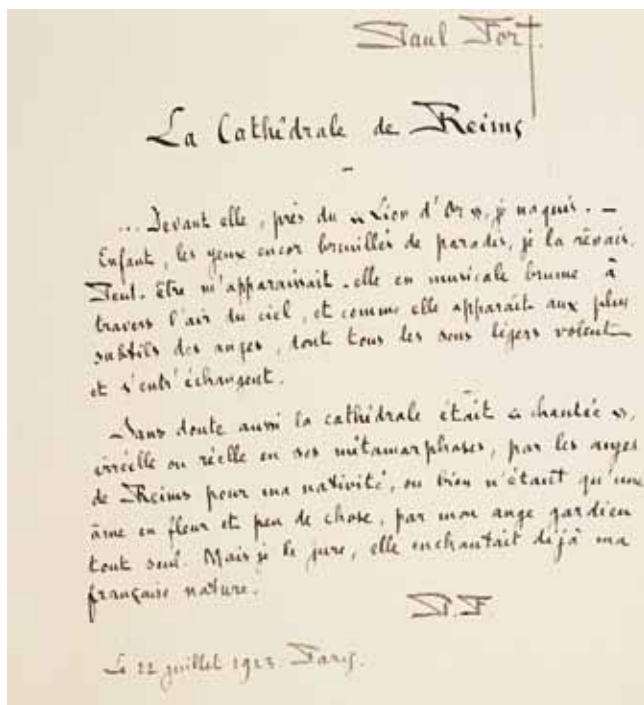 Paul Fort.
La Cathédrale de Reims
-
... Devant elle, près du « Lion d'Or », je naquis. –
Enfant, les yeux encor brouillés de paradis, je la rêvais.
Peut-être m'apparaissait-elle en musicale brume à
travers l'air du ciel, et comme elle apparaît aux plus
subtils des anges, dont tous les sens légers volent
et s'entr'échangent.
Sans doute aussi la cathédrale était « chantée »,
irréelle ou réelle en ses métamorphoses, par les anges
de Reims pour ma nativité, ou bien n'étant qu'une
âme en fleur et peu de chose, par mon ange gardien
tout seul. Mais je le jure, elle enchantait déjà ma
française nature.
P. F.
Le 22 juillet 1923. Paris.